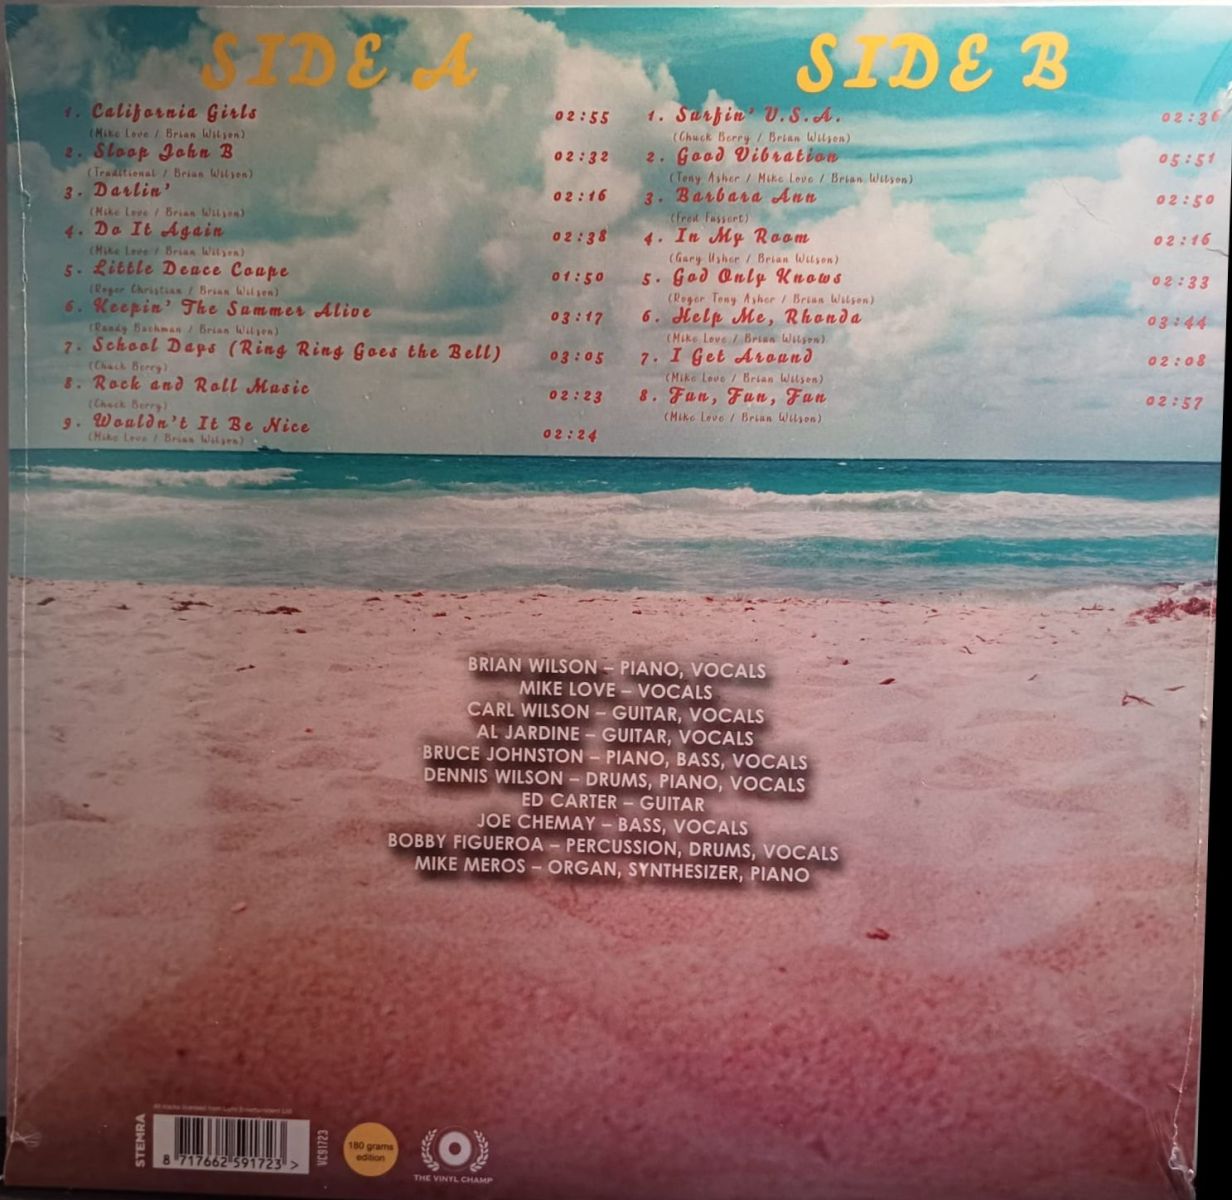 SIDE A
1. California Girls 02:55
(Mike Love / Brian Wilson)
2. Sloop John B 02:32
(Traditional / Brian Wilson)
3. Darlin' 02:16
(Mike Love / Brian Wilson)
4. Do It Again 02:38
(Mike Love / Brian Wilson)
5. Little Deuce Coupe 01:50
(Roger Christian / Brian Wilson)
6. Keepin' The Summer Alive 03:17
(Randy Bachman / Brian Wilson)
7. School Days (Ring Ring Goes the Bell) 03:05
(Chuck Berry)
8. Rock and Roll Music 02:23
(Chuck Berry)
9. Wouldn't It Be Nice 02:24
(Mike Love / Brian Wilson)
SIDE B
1. Surfin' U.S.A. 02:36
(Chuck Berry / Brian Wilson)
2. Good Vibration 05:51
(Tony Asher / Mike Love / Brian Wilson)
3. Barbara Ann 02:50
(Fred Fassert)
4. In My Room 02:16
(Gary Usher / Brian Wilson)
5. God Only Knows 02:33
(Roger Tony Asher / Brian Wilson)
6. Help Me, Rhonda 03:44
(Mike Love / Brian Wilson)
7. I Get Around 02:08
(Mike Love / Brian Wilson)
8. Fun, Fun, Fun 02:57
(Mike Love / Brian Wilson)
BRIAN WILSON – PIANO, VOCALS
MIKE LOVE – VOCALS
CARL WILSON – GUITAR, VOCALS
AL JARDINE – GUITAR, VOCALS
BRUCE JOHNSTON – PIANO, BASS, VOCALS
DENNIS WILSON – DRUMS, PIANO, VOCALS
ED CARTER – GUITAR
JOE CHEMAY – BASS, VOCALS
BOBBY FIGUEROA – PERCUSSION, DRUMS, VOCALS
MIKE MEROS – ORGAN, SYNTHESIZER, PIANO
All tracks licensed from Entertainment Ltd
STEMRA
8 717662 591723 >
VC91723
180 grams
edition
THE VINYL CHAMP